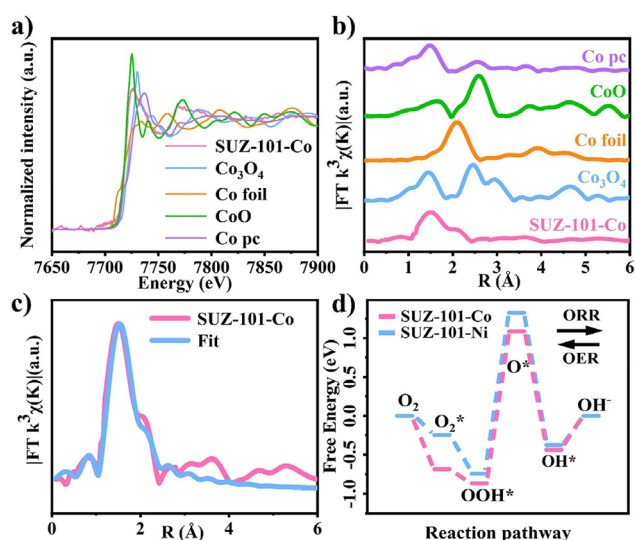 a)
Normalized intensity (a.u.)
SUZ-101-Co
Co₃O₄
Co foil
CoO
Co pc
7650 7700 7750 7800 7850 7900
Energy (eV)
b)
|FT k³χ(K)|(a.u.)
Co pc
CoO
Co foil
Co₃O₄
SUZ-101-Co
0 1 2 3 4 5 6
R (Å)
c)
|FT k³χ(K)|(a.u.)
SUZ-101-Co
Fit
0 2 4 6
R (Å)
d)
Free Energy (eV)
1.0
0.5
0.0
-0.5
-1.0
SUZ-101-Co
SUZ-101-Ni
ORR
OER
O₂
O₂*
OOH*
O*
OH*
OH⁻
Reaction pathway